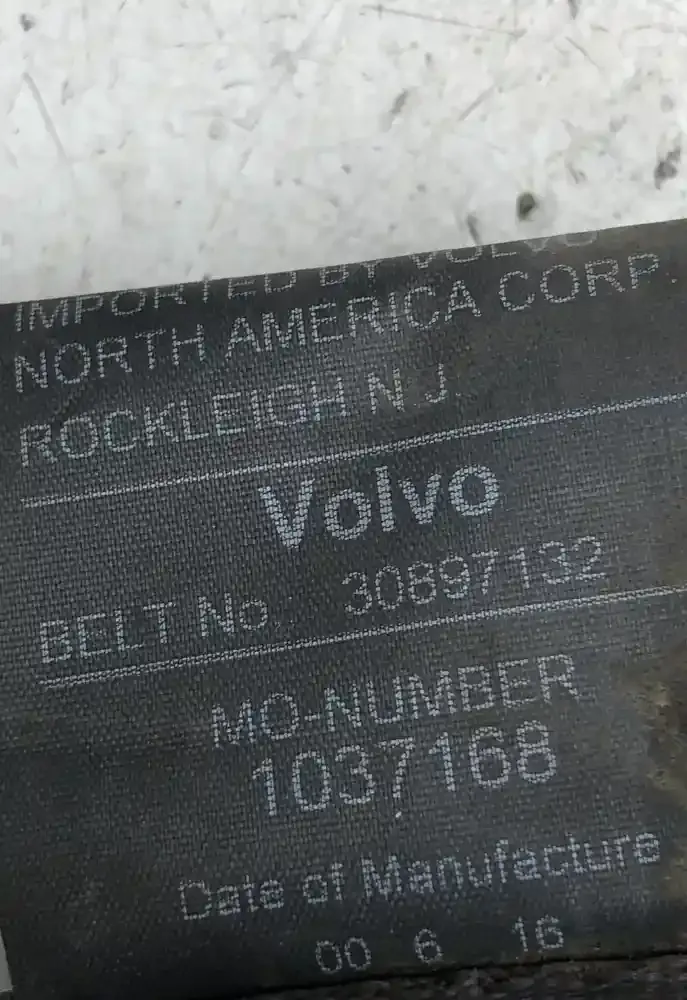 IMPORTED BY VOLVO
NORTH AMERICA CORP.
ROCKLEIGH N J.
Volvo
BELT No. 30897132
MO-NUMBER
1037168
Date of Manufacture
00 6 16